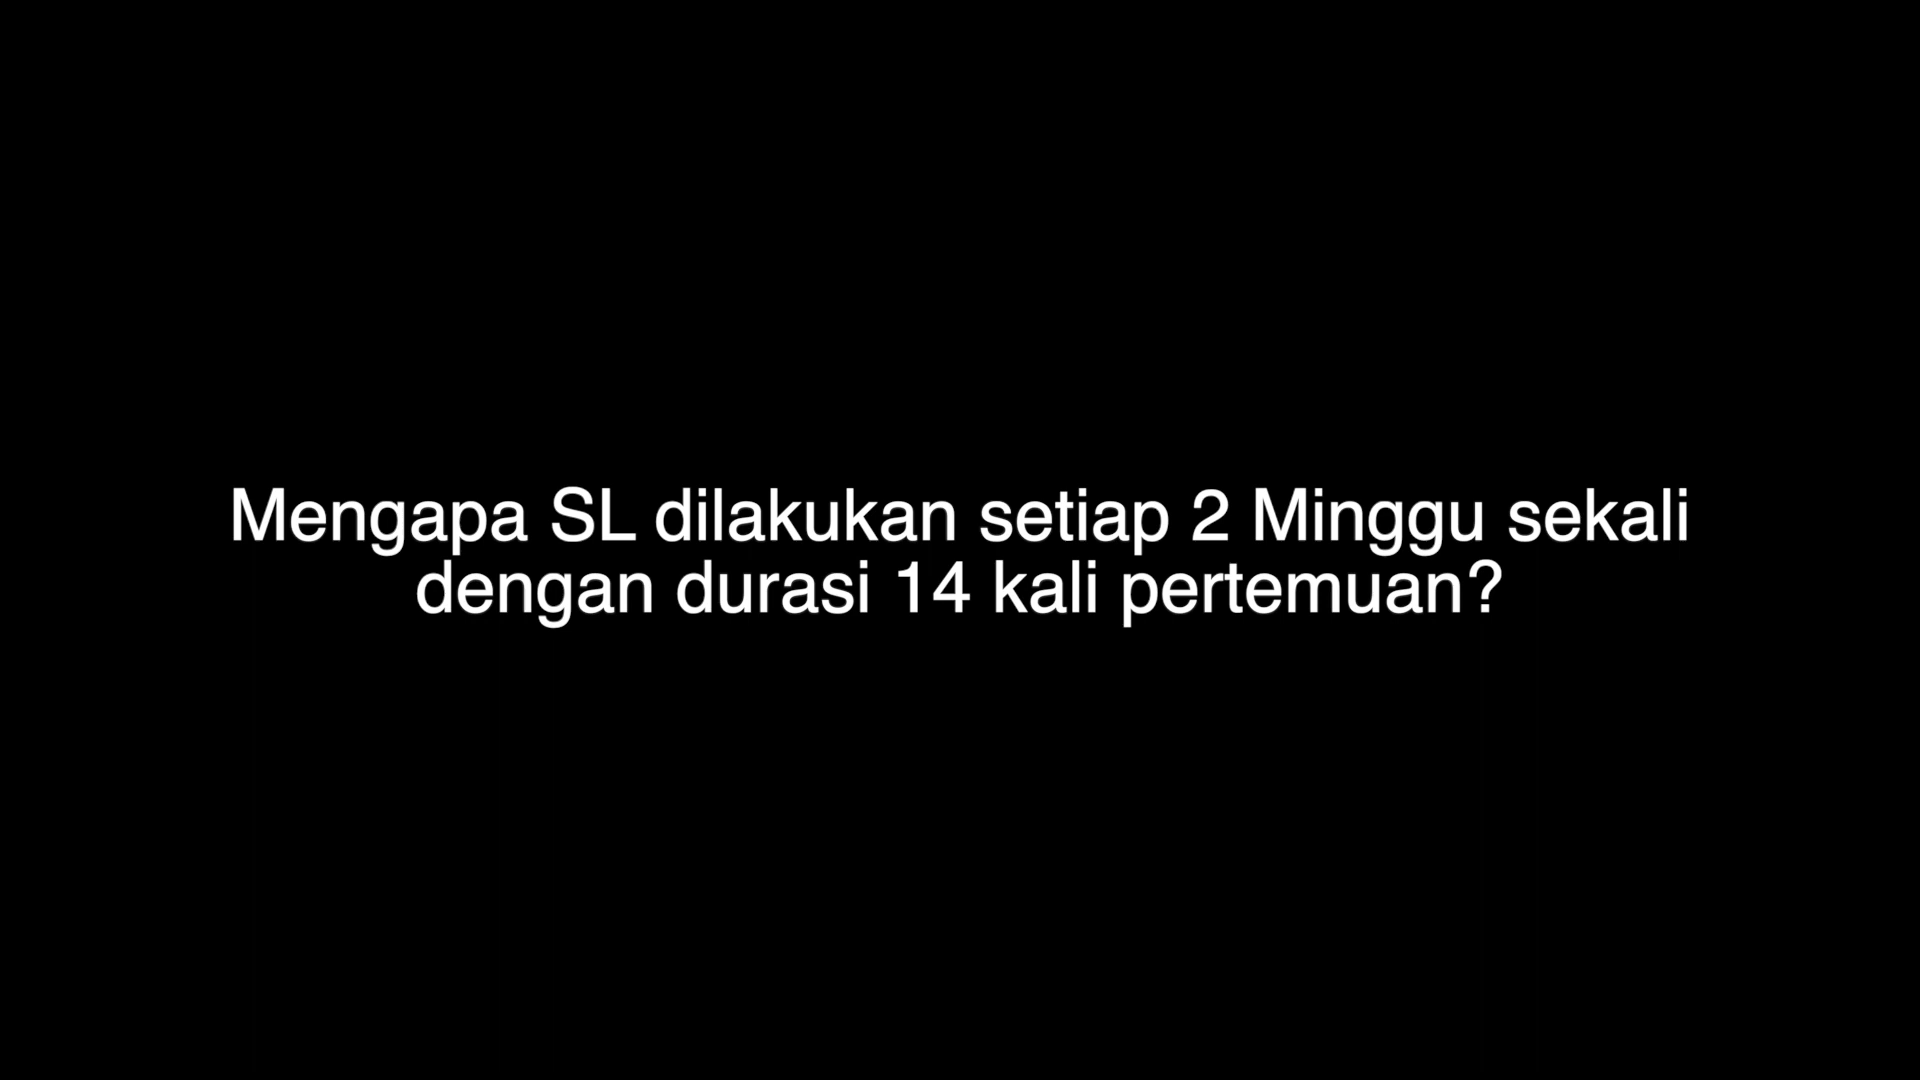 Mengapa SL dilakukan setiap 2 Minggu sekali
dengan durasi 14 kali pertemuan?